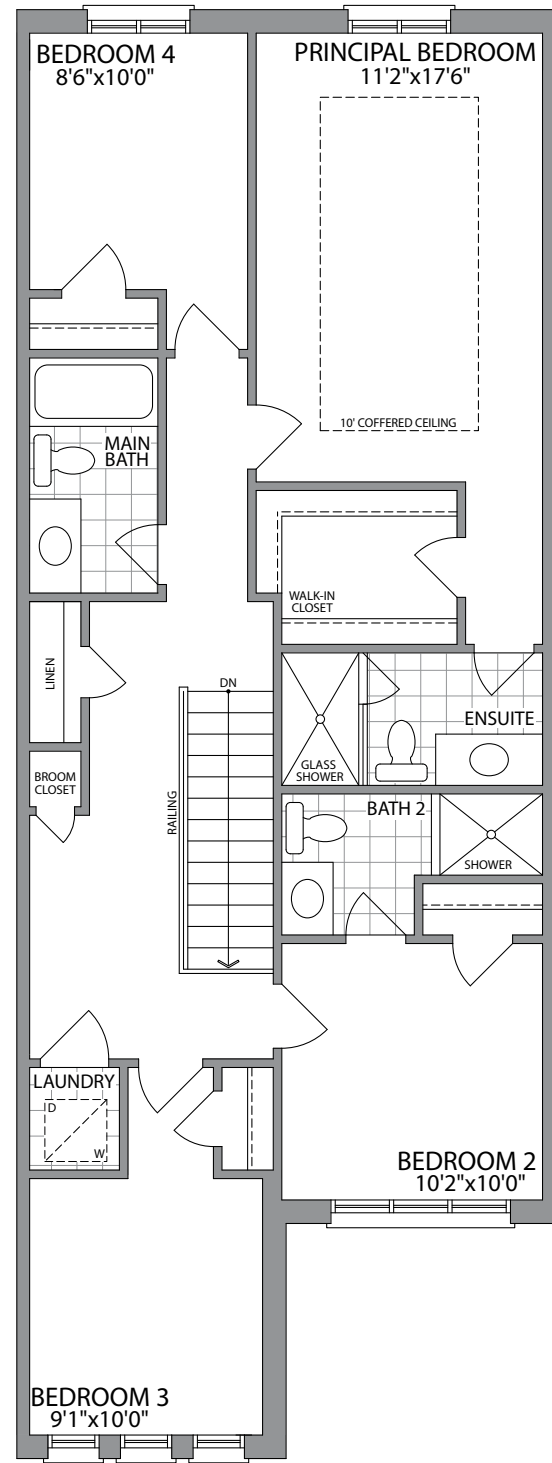 BEDROOM 4
8'6"x10'0"
PRINCIPAL BEDROOM
11'2"x17'6"
10' COFFERED CEILING
MAIN
BATH
WALK-IN
CLOSET
LINEN
DN
ENSUITE
GLASS
SHOWER
BROOM
CLOSET
RAILING
BATH 2
SHOWER
LAUNDRY
D
W
BEDROOM 2
10'2"x10'0"
BEDROOM 3
9'1"x10'0"